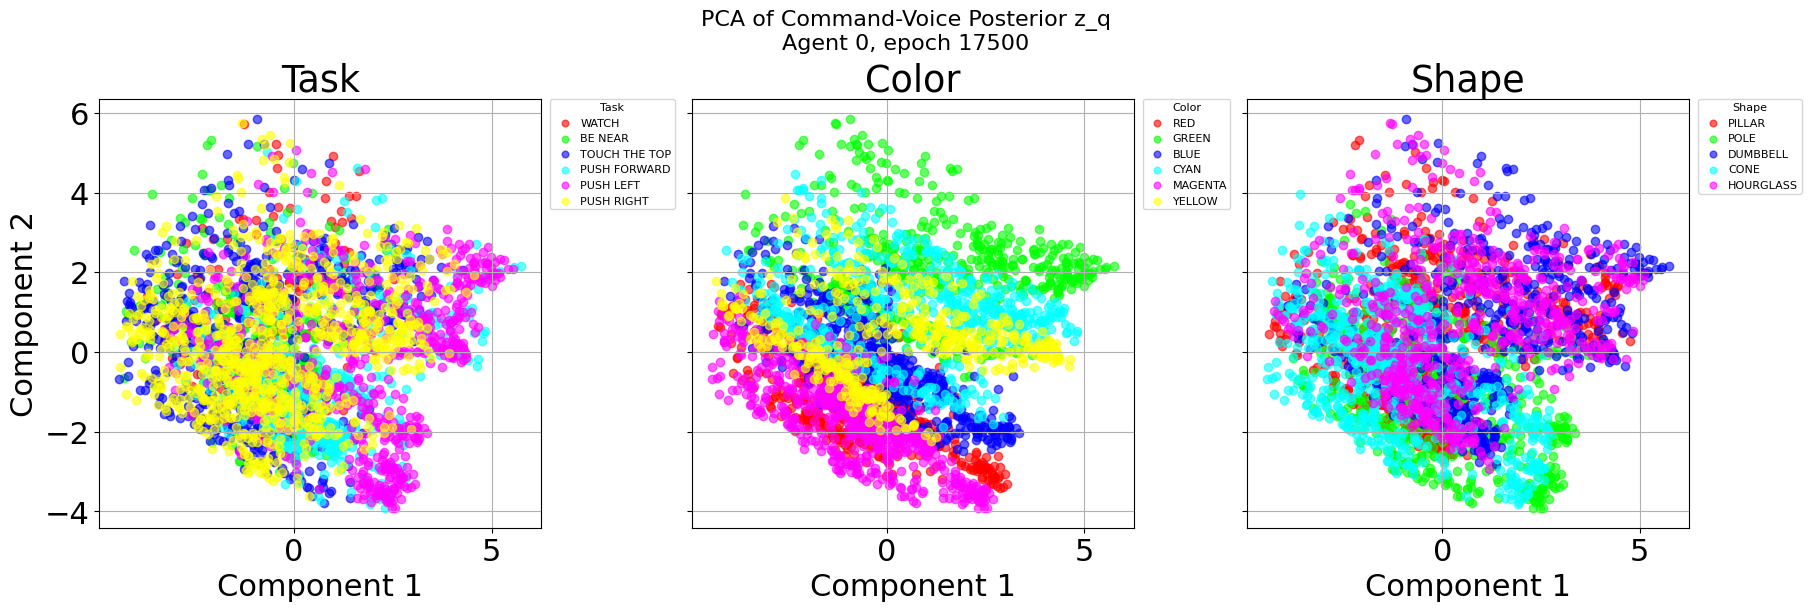 PCA of Command-Voice Posterior z_q
Agent 0, epoch 17500
Task
Color
Shape
Component 2
6
4
2
0
−2
−4
0
5
Component 1
0
5
Component 1
0
5
Component 1
Task
WATCH
BE NEAR
TOUCH THE TOP
PUSH FORWARD
PUSH LEFT
PUSH RIGHT
Color
RED
GREEN
BLUE
CYAN
MAGENTA
YELLOW
Shape
PILLAR
POLE
DUMBBELL
CONE
HOURGLASS